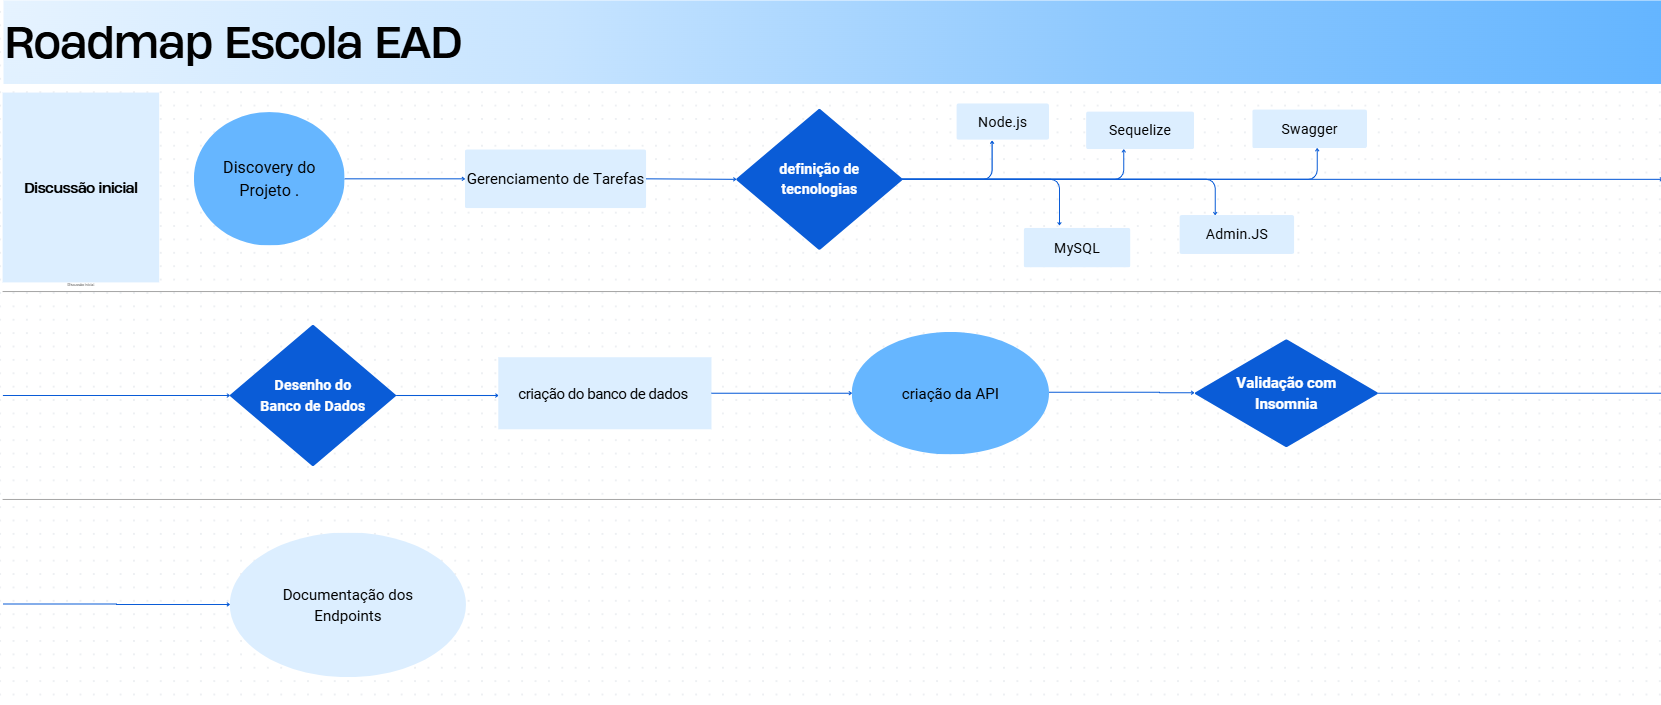 Roadmap Escola EAD
Discussão inicial
Discovery do
Projeto .
Gerenciamento de Tarefas
definição de
tecnologias
Node.js
Sequelize
Swagger
MySQL
Admin.JS
Desenho do
Banco de Dados
criação do banco de dados
criação da API
Validação com
Insomnia
Documentação dos
Endpoints